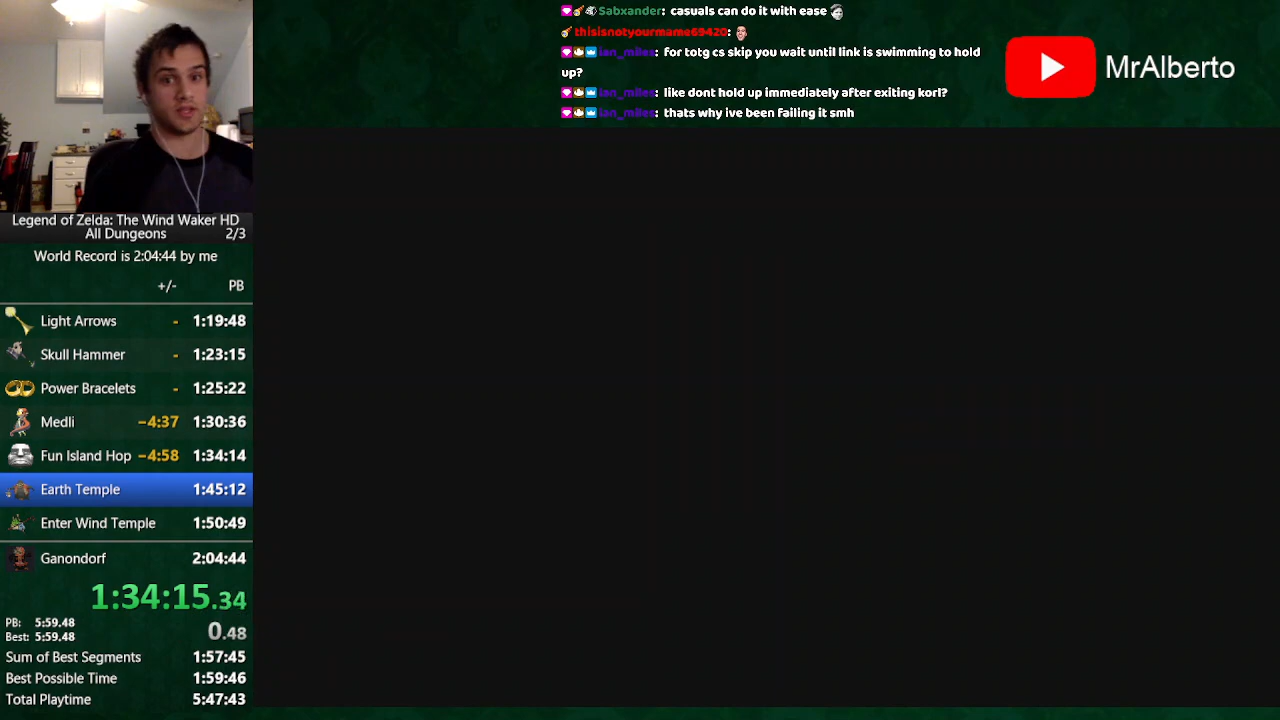 Sabxander: casuals can do it with ease
thisisnotyourmame69420:
ian_miles: for totg cs skip you wait until link is swimming to hold
up?
ian_miles: like dont hold up immediately after exiting korl?
ian_miles: thats why ive been failing it smh
MrAlberto
Legend of Zelda: The Wind Waker HD
All Dungeons 2/3
World Record is 2:04:44 by me
+/- PB
Light Arrows - 1:19:48
Skull Hammer - 1:23:15
Power Bracelets - 1:25:22
Medli −4:37 1:30:36
Fun Island Hop −4:58 1:34:14
Earth Temple 1:45:12
Enter Wind Temple 1:50:49
Ganondorf 2:04:44
1:34:15.34
PB: 5:59.48
Best: 5:59.48
0.48
Sum of Best Segments 1:57:45
Best Possible Time 1:59:46
Total Playtime 5:47:43